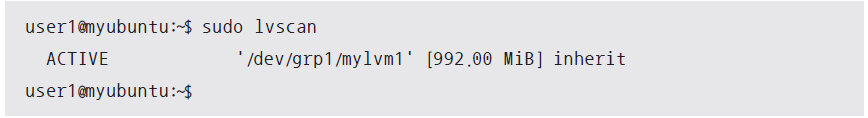 user1@myubuntu:~$ sudo lvscan
ACTIVE '/dev/grp1/mylvm1' [992.00 MiB] inherit
user1@myubuntu:~$